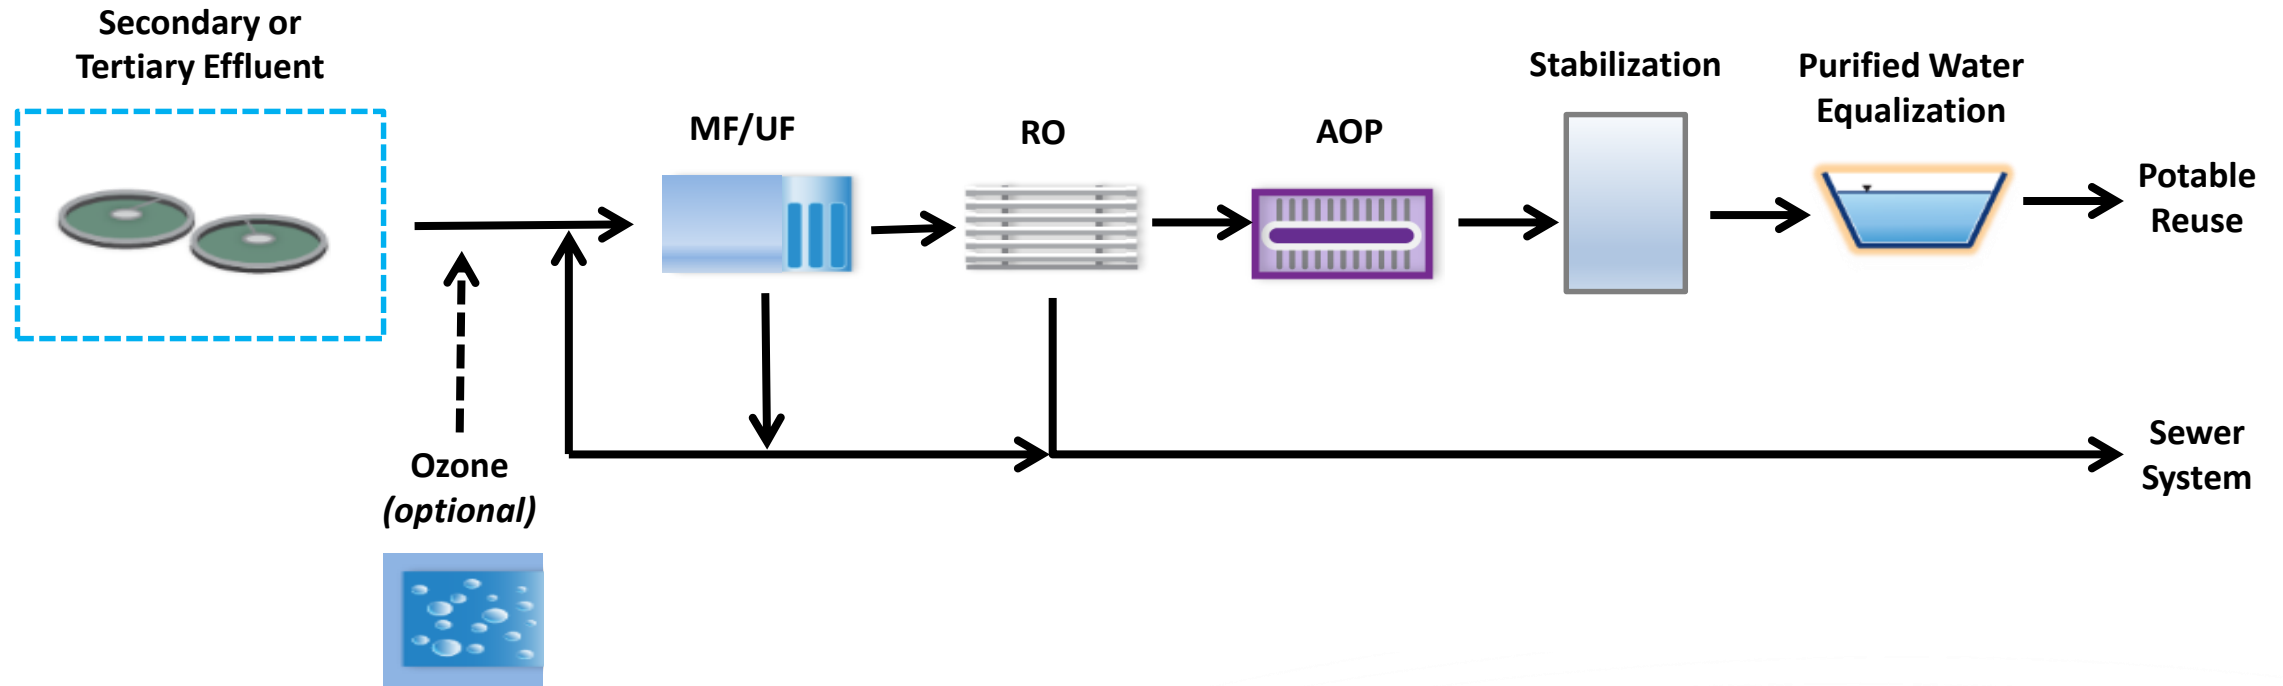 Secondary or
Tertiary Effluent
MF/UF
RO
AOP
Stabilization
Purified Water
Equalization
Potable
Reuse
Ozone
(optional)
Sewer
System